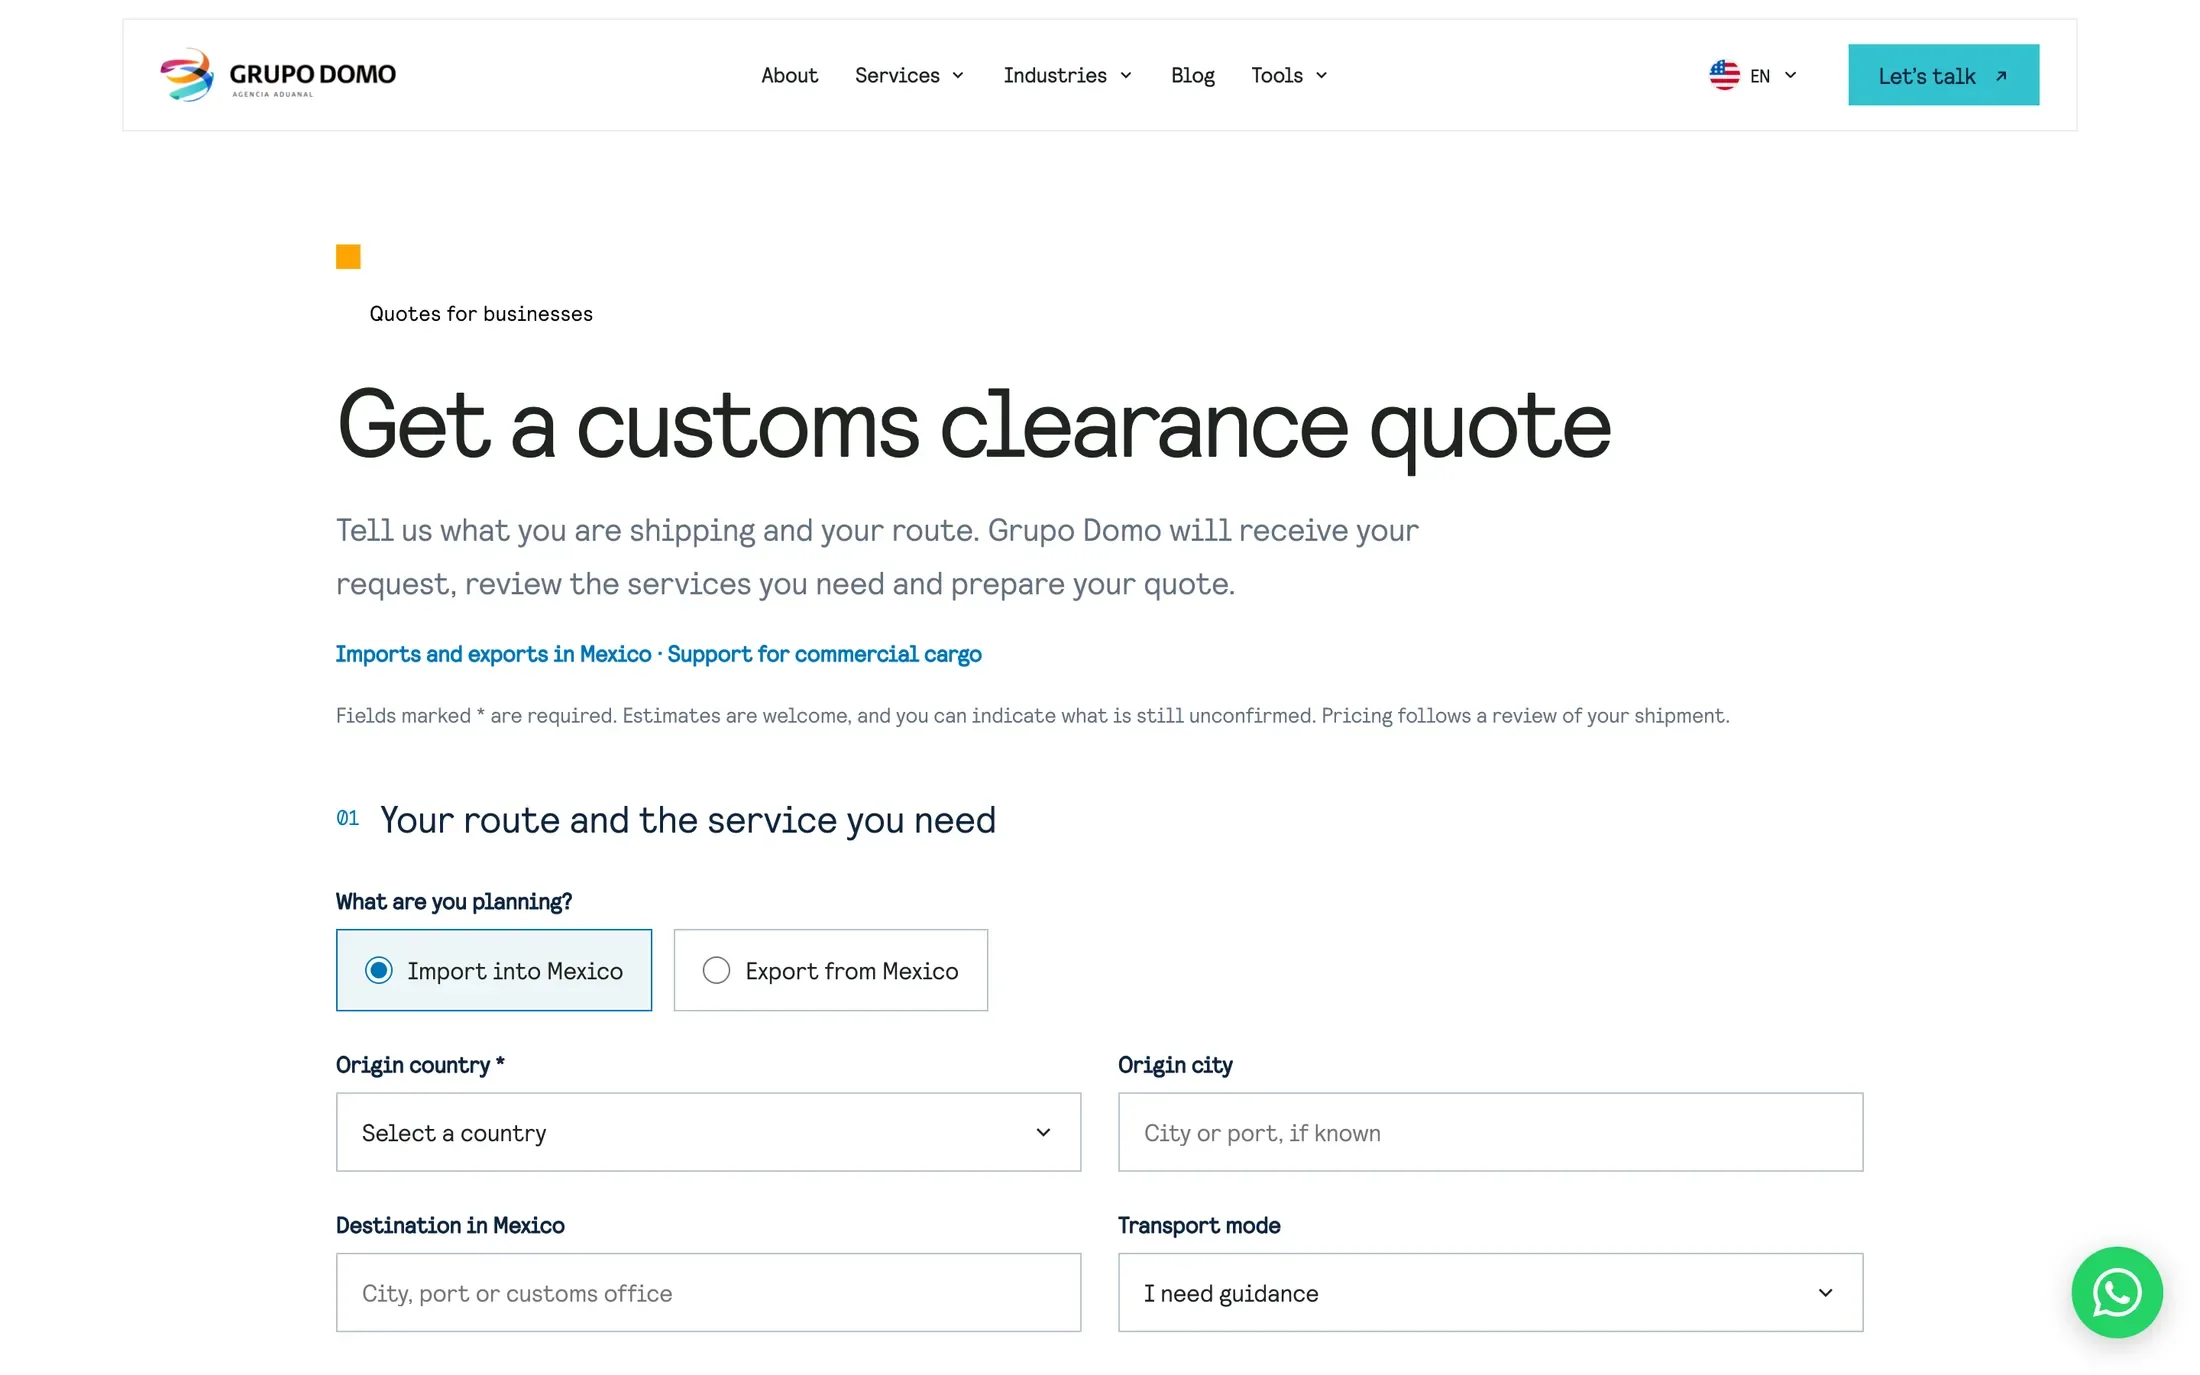 GRUPO DOMO
AGENCIA ADUANAL
About
Services
Industries
Blog
Tools
EN
Let's talk
Quotes for businesses
Get a customs clearance quote
Tell us what you are shipping and your route. Grupo Domo will receive your
request, review the services you need and prepare your quote.
Imports and exports in Mexico · Support for commercial cargo
Fields marked * are required. Estimates are welcome, and you can indicate what is still unconfirmed. Pricing follows a review of your shipment.
01 Your route and the service you need
What are you planning?
Import into Mexico
Export from Mexico
Origin country *
Origin city
Select a country
City or port, if known
Destination in Mexico
Transport mode
City, port or customs office
I need guidance